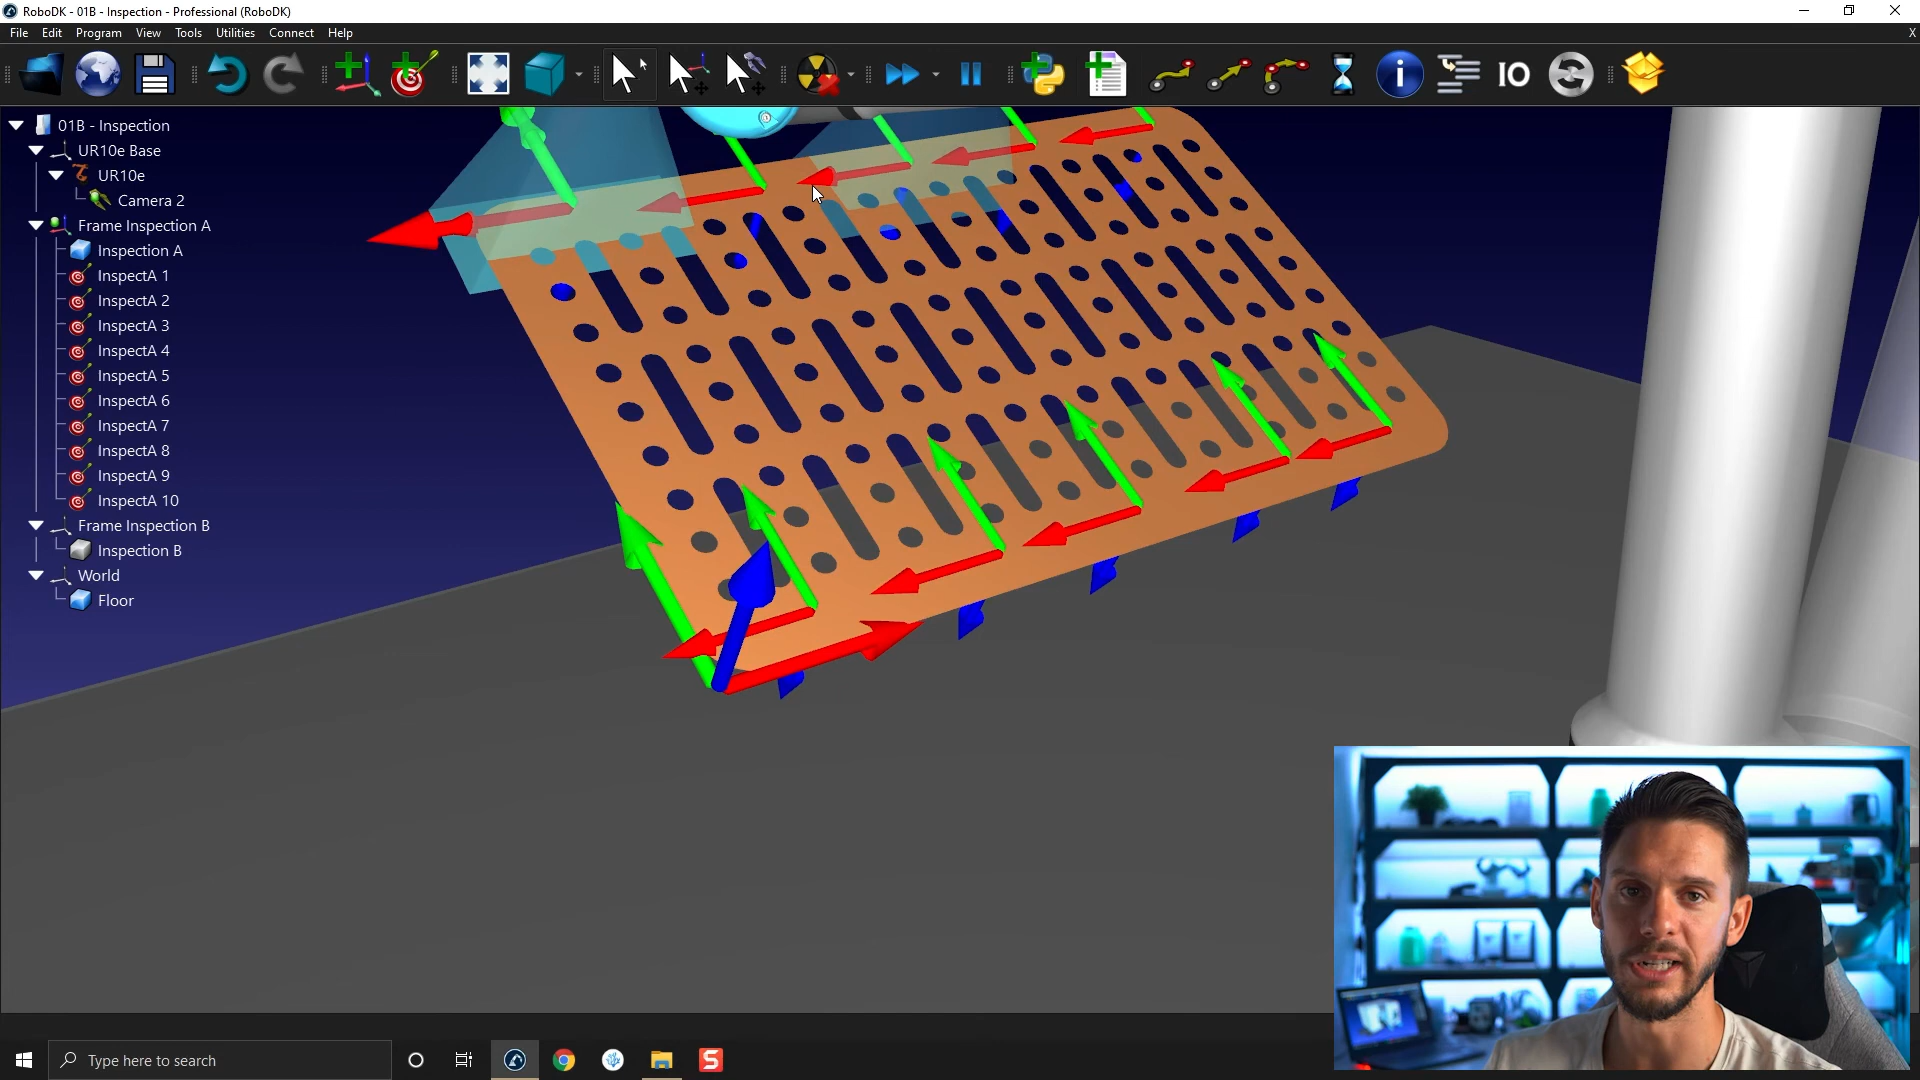 RoboDK - 01B - Inspection - Professional (RoboDK)
File Edit Program View Tools Utilities Connect Help X
IO
01B - Inspection
UR10e Base
UR10e
Camera 2
Frame Inspection A
Inspection A
InspectA 1
InspectA 2
InspectA 3
InspectA 4
InspectA 5
InspectA 6
InspectA 7
InspectA 8
InspectA 9
InspectA 10
Frame Inspection B
Inspection B
World
Floor
Type here to search